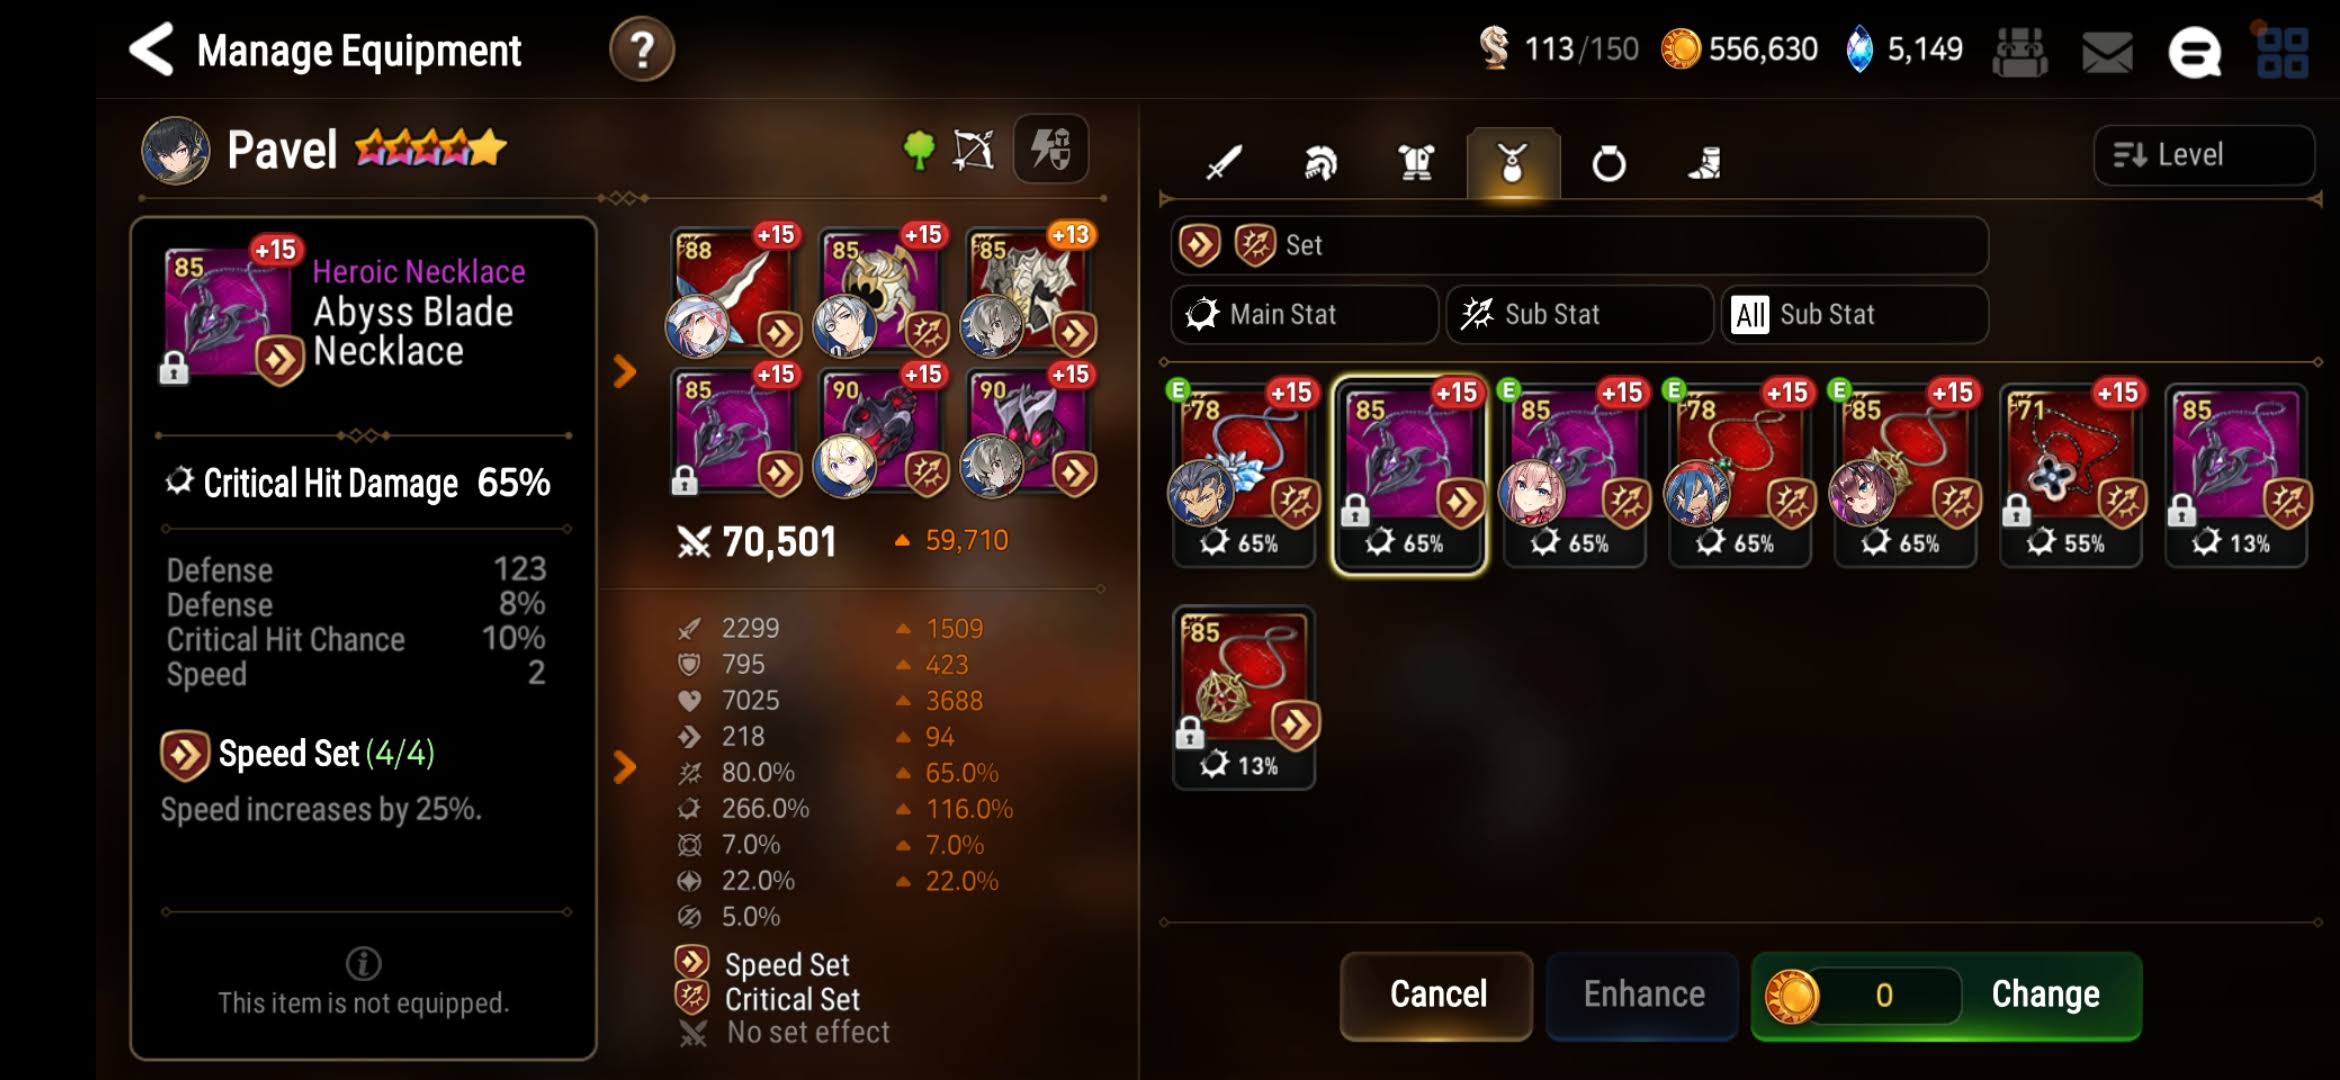 Manage Equipment
?
113/150
556,630
5,149
Pavel
Level
+15
85
Heroic Necklace
Abyss Blade
Necklace
Critical Hit Damage 65%
Defense 123
Defense 8%
Critical Hit Chance 10%
Speed 2
Speed Set (4/4)
Speed increases by 25%.
This item is not equipped.
88 +15
85 +15
85 +13
85 +15
90 +15
90 +15
70,501 59,710
2299 1509
795 423
7025 3688
218 94
80.0% 65.0%
266.0% 116.0%
7.0% 7.0%
22.0% 22.0%
5.0%
Speed Set
Critical Set
No set effect
Set
Main Stat
Sub Stat
All Sub Stat
E 78 +15
65%
85 +15
65%
E 85 +15
65%
E 78 +15
65%
E 85 +15
65%
71 +15
55%
85
13%
85
13%
Cancel
Enhance
0 Change